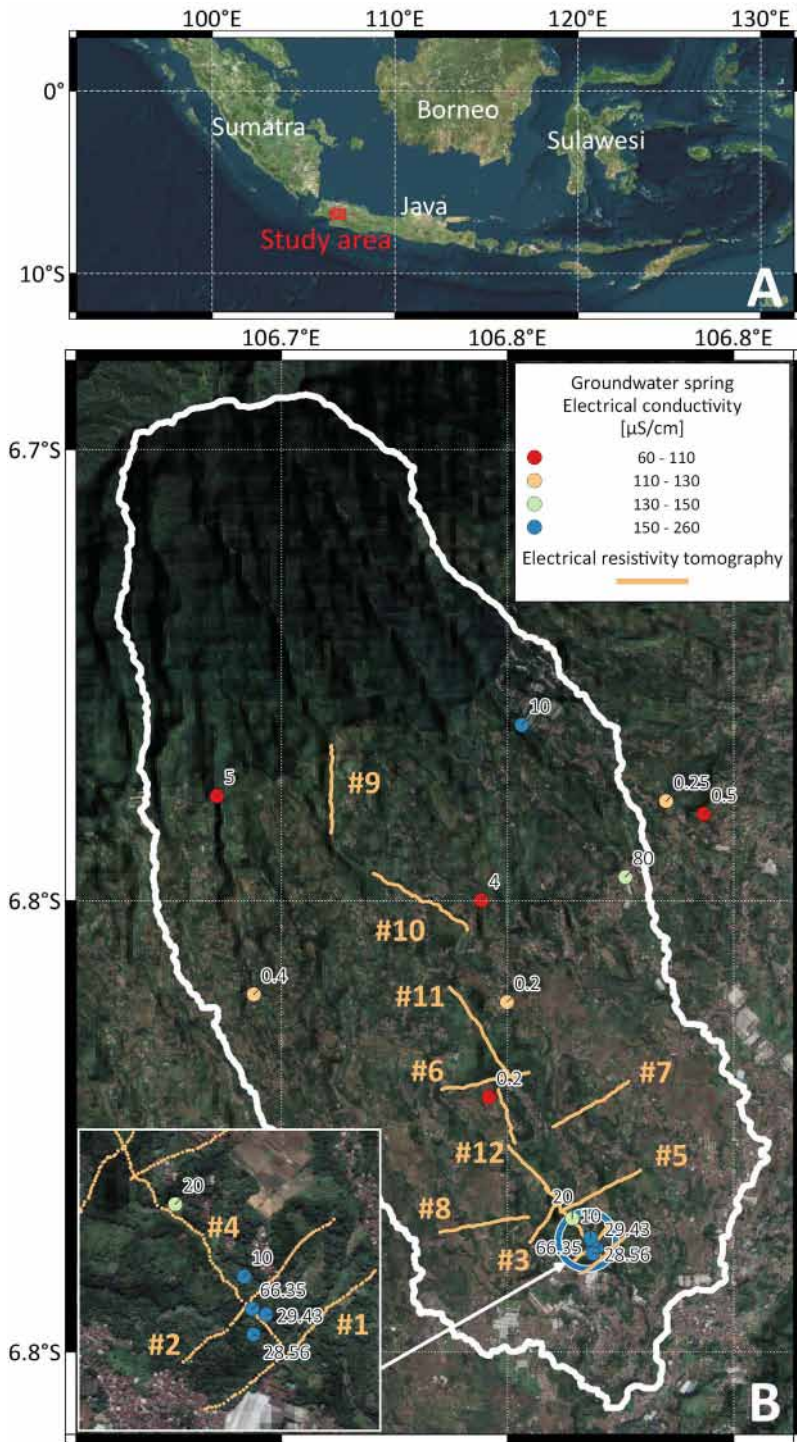 100°E
110°E
120°E
130°E
0°
Sumatra
Borneo
Sulawesi
Java
Study area
10°S
A
106.7°E
106.8°E
106.8°E
Groundwater spring
Electrical conductivity
[µS/cm]
60 - 110
110 - 130
130 - 150
150 - 260
Electrical resistivity tomography
6.7°S
10
5
#9
0.25
0.5
80
4
6.8°S
#10
0.4
0.2
#11
#6
0.2
#7
#12
#5
20
20
#4
#8
10
29.43
66.35
28.56
#3
10
66.35
29.43
#1
#2
28.56
6.8°S
B